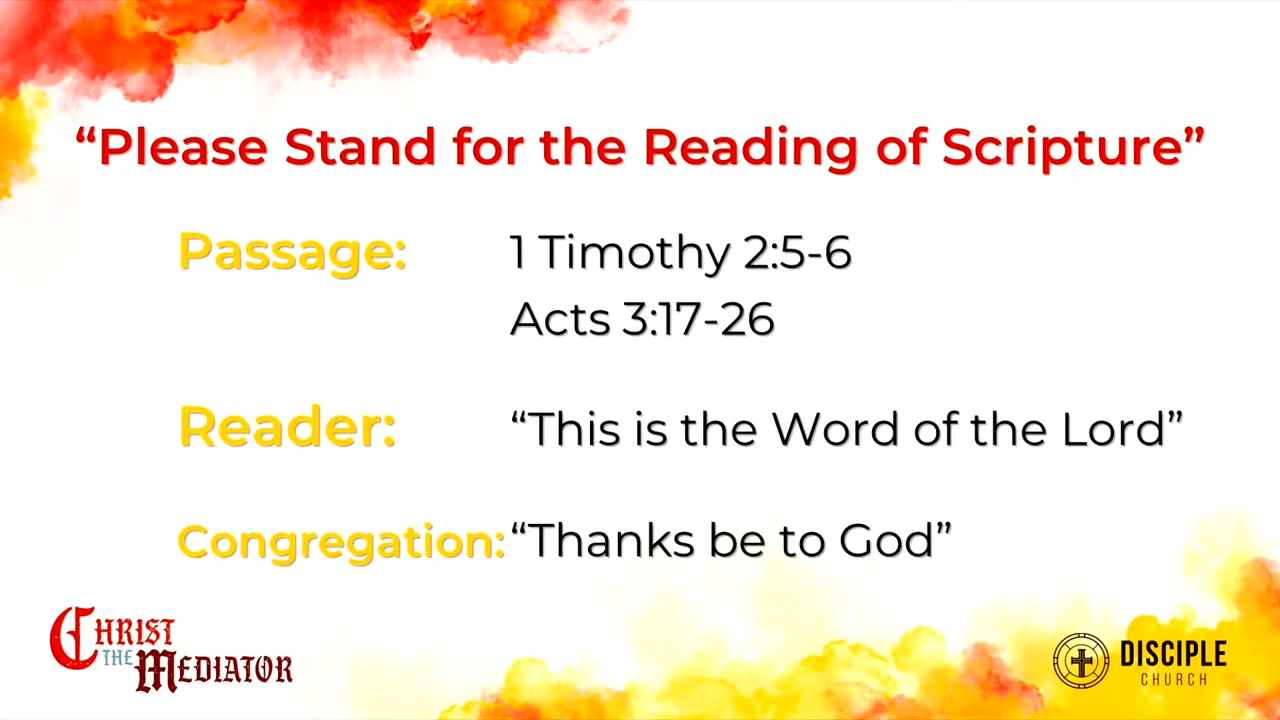 “Please Stand for the Reading of Scripture”
Passage: 1 Timothy 2:5-6
Acts 3:17-26
Reader: “This is the Word of the Lord”
Congregation: “Thanks be to God”
CHRIST
THE MEDIATOR
DISCIPLE
CHURCH